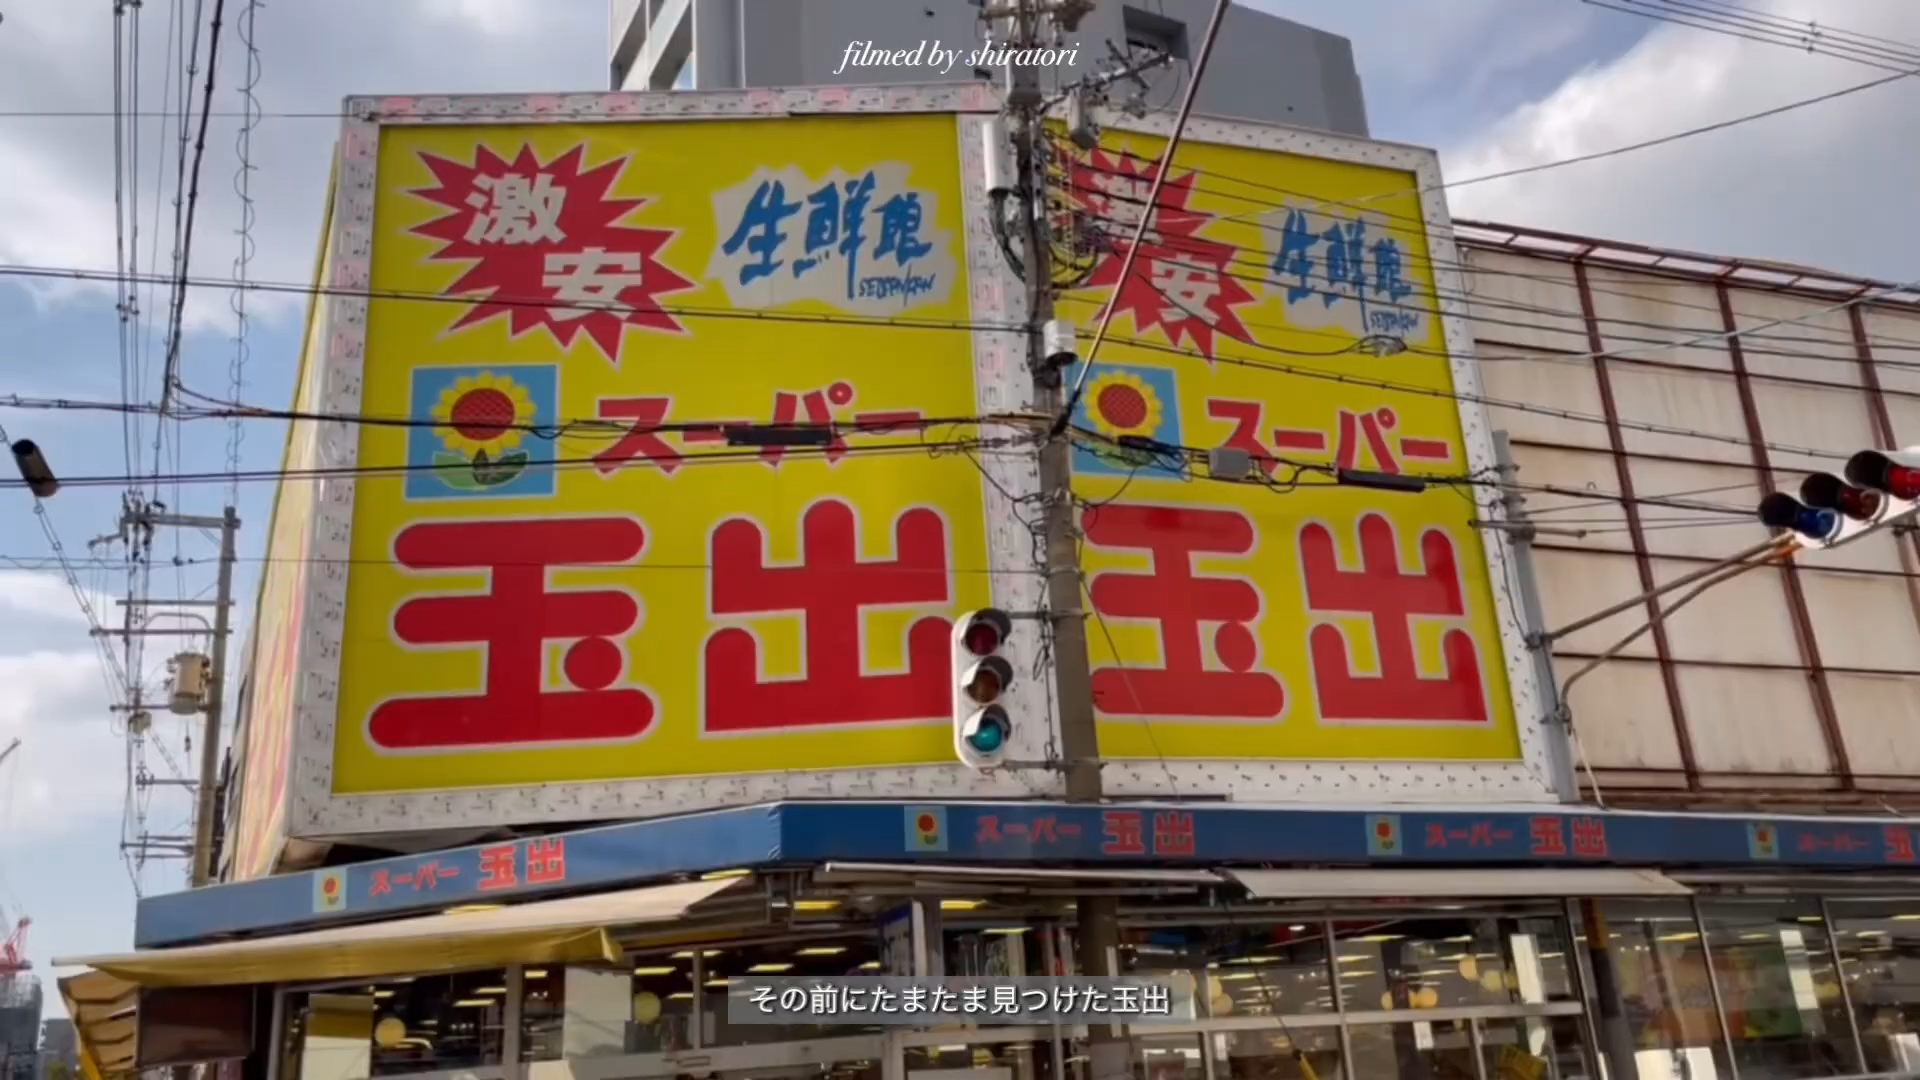 filmed by shiratori
激安
生鮮館
SEISENKAN
スーパー
玉出
激安
生鮮館
SEISENKAN
スーパー
玉出
スーパー 玉出
スーパー 玉出
スーパー 玉出
スーパー 玉
その前にたまたま見つけた玉出